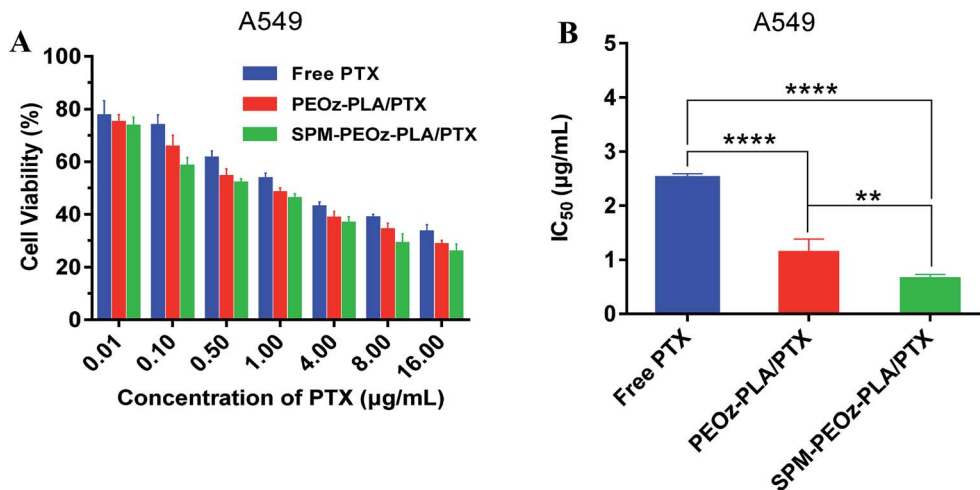 A
A549
100
80
60
40
20
0
Cell Viability (%)
Free PTX
PEOz-PLA/PTX
SPM-PEOz-PLA/PTX
0.01
0.10
0.50
1.00
4.00
8.00
16.00
Concentration of PTX (µg/mL)
B
A549
5
4
3
2
1
0
IC50 (µg/mL)
****
****
**
Free PTX
PEOz-PLA/PTX
SPM-PEOz-PLA/PTX